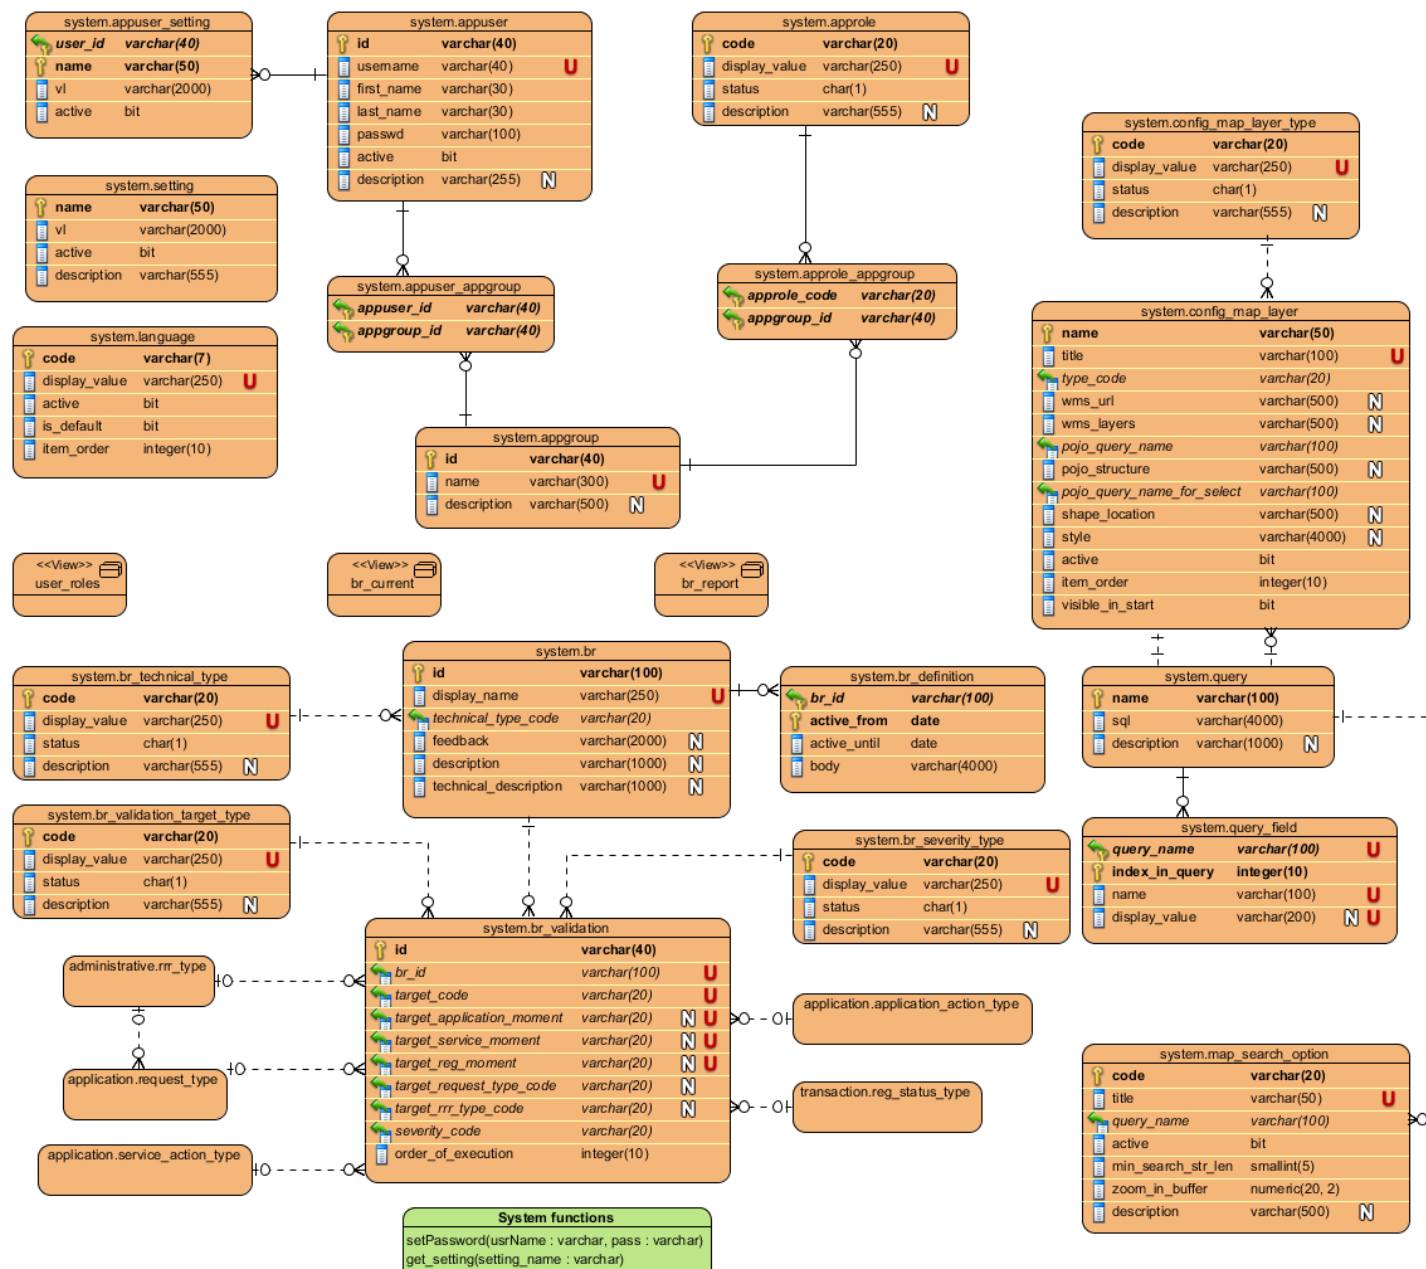 system.appuser_setting
user_id varchar(40)
name varchar(50)
vl varchar(2000)
active bit
system.appuser
id varchar(40)
username varchar(40) U
first_name varchar(30)
last_name varchar(30)
passwd varchar(100)
active bit
description varchar(255) N
system.approle
code varchar(20)
display_value varchar(250) U
status char(1)
description varchar(555) N
system.config_map_layer_type
code varchar(20)
display_value varchar(250) U
status char(1)
description varchar(555) N
system.setting
name varchar(50)
vl varchar(2000)
active bit
description varchar(555)
system.appuser_appgroup
appuser_id varchar(40)
appgroup_id varchar(40)
system.approle_appgroup
approle_code varchar(20)
appgroup_id varchar(40)
system.language
code varchar(7)
display_value varchar(250) U
active bit
is_default bit
item_order integer(10)
system.config_map_layer
name varchar(50)
title varchar(100) U
type_code varchar(20)
wms_url varchar(500) N
wms_layers varchar(500) N
pojo_query_name varchar(100)
pojo_structure varchar(500) N
pojo_query_name_for_select varchar(100)
shape_location varchar(500) N
style varchar(4000) N
active bit
item_order integer(10)
visible_in_start bit
system.appgroup
id varchar(40)
name varchar(300) U
description varchar(500) N
<<View>>
user_roles
<<View>>
br_current
<<View>>
br_report
system.br_technical_type
code varchar(20)
display_value varchar(250) U
status char(1)
description varchar(555) N
system.br
id varchar(100)
display_name varchar(250) U
technical_type_code varchar(20)
feedback varchar(2000) N
description varchar(1000) N
technical_description varchar(1000) N
system.br_definition
br_id varchar(100)
active_from date
active_until date
body varchar(4000)
system.query
name varchar(100)
sql varchar(4000)
description varchar(1000) N
system.br_validation_target_type
code varchar(20)
display_value varchar(250) U
status char(1)
description varchar(555) N
system.br_severity_type
code varchar(20)
display_value varchar(250) U
status char(1)
description varchar(555) N
system.query_field
query_name varchar(100) U
index_in_query integer(10)
name varchar(100) U
display_value varchar(200) N U
system.br_validation
id varchar(40)
br_id varchar(100) U
target_code varchar(20) U
target_application_moment varchar(20) N U
target_service_moment varchar(20) N U
target_reg_moment varchar(20) N U
target_request_type_code varchar(20) N
target_rrr_type_code varchar(20) N
severity_code varchar(20)
order_of_execution integer(10)
administrative.rrr_type
application.request_type
application.service_action_type
application.application_action_type
transaction.reg_status_type
system.map_search_option
code varchar(20)
title varchar(50) U
query_name varchar(100)
active bit
min_search_str_len smallint(5)
zoom_in_buffer numeric(20, 2)
description varchar(500) N
System functions
setPassword(usrName : varchar, pass : varchar)
get_setting(setting_name : varchar)